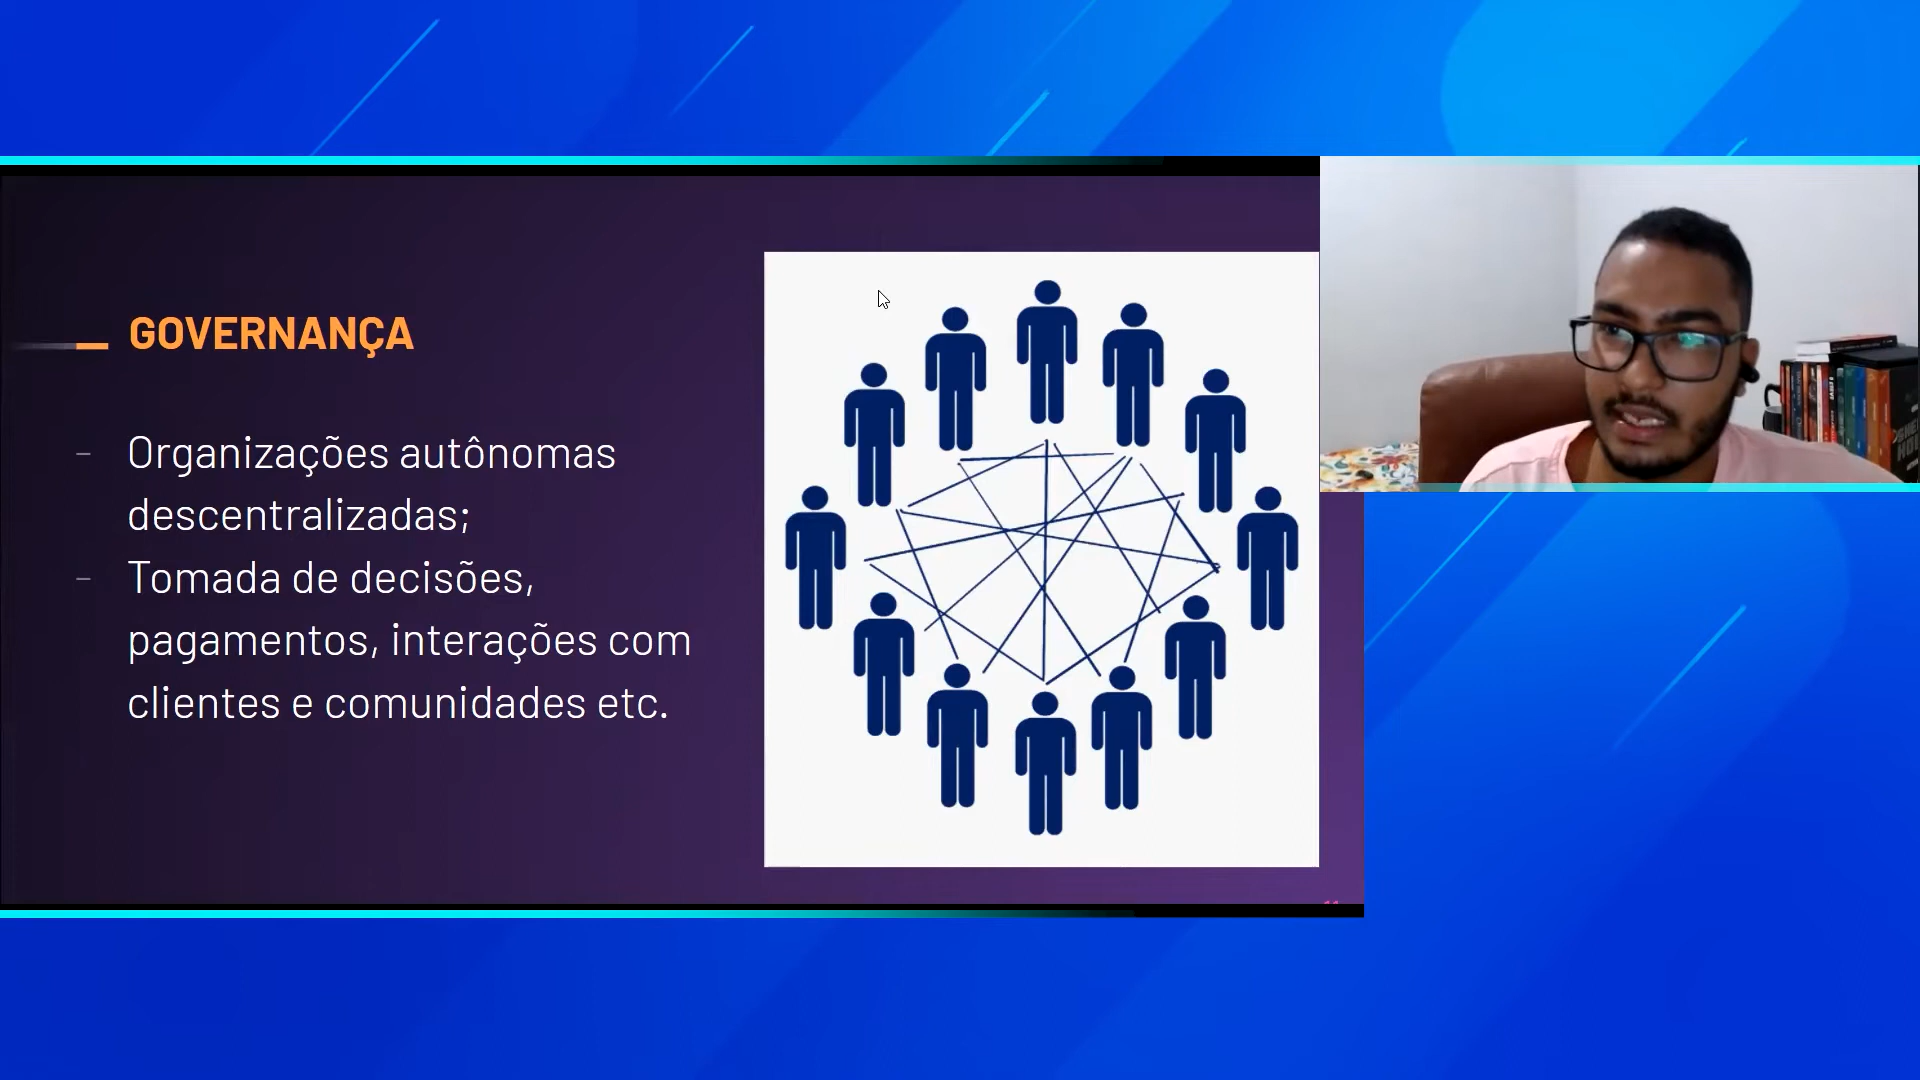 GOVERNANÇA
- Organizações autônomas
descentralizadas;
- Tomada de decisões,
pagamentos, interações com
clientes e comunidades etc.